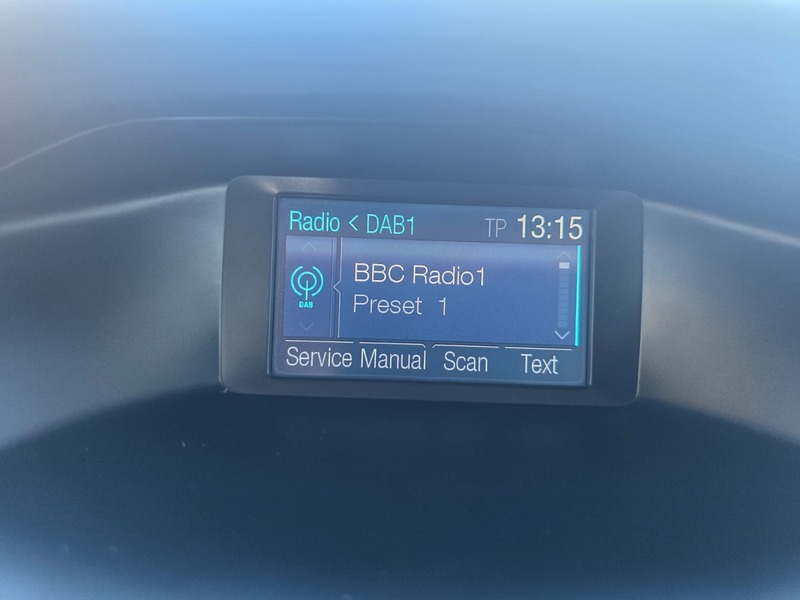 Radio < DAB1 TP 13:15
BBC Radio1
DAB
Preset 1
Service Manual Scan Text